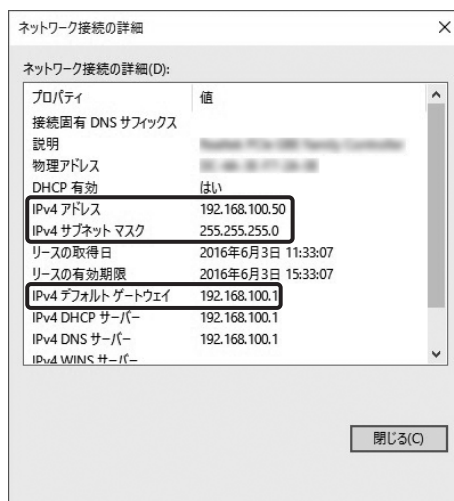 ネットワーク接続の詳細
ネットワーク接続の詳細(D):
プロパティ 値
接続固有 DNS サフィックス
説明
物理アドレス
DHCP 有効 はい
IPv4 アドレス 192.168.100.50
IPv4 サブネット マスク 255.255.255.0
リースの取得日 2016年6月3日 11:33:07
リースの有効期限 2016年6月3日 15:33:07
IPv4 デフォルト ゲートウェイ 192.168.100.1
IPv4 DHCP サーバー 192.168.100.1
IPv4 DNS サーバー 192.168.100.1
IPv4 WINS サーバー
閉じる(C)